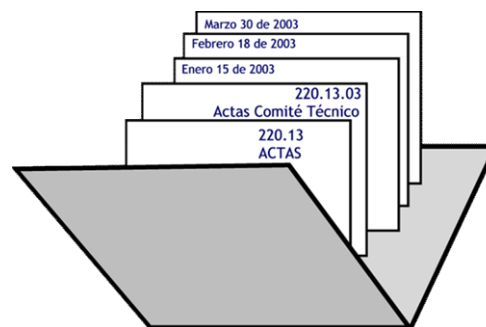 Marzo 30 de 2003
Febrero 18 de 2003
Enero 15 de 2003
220.13.03
Actas Comité Técnico
220.13
ACTAS